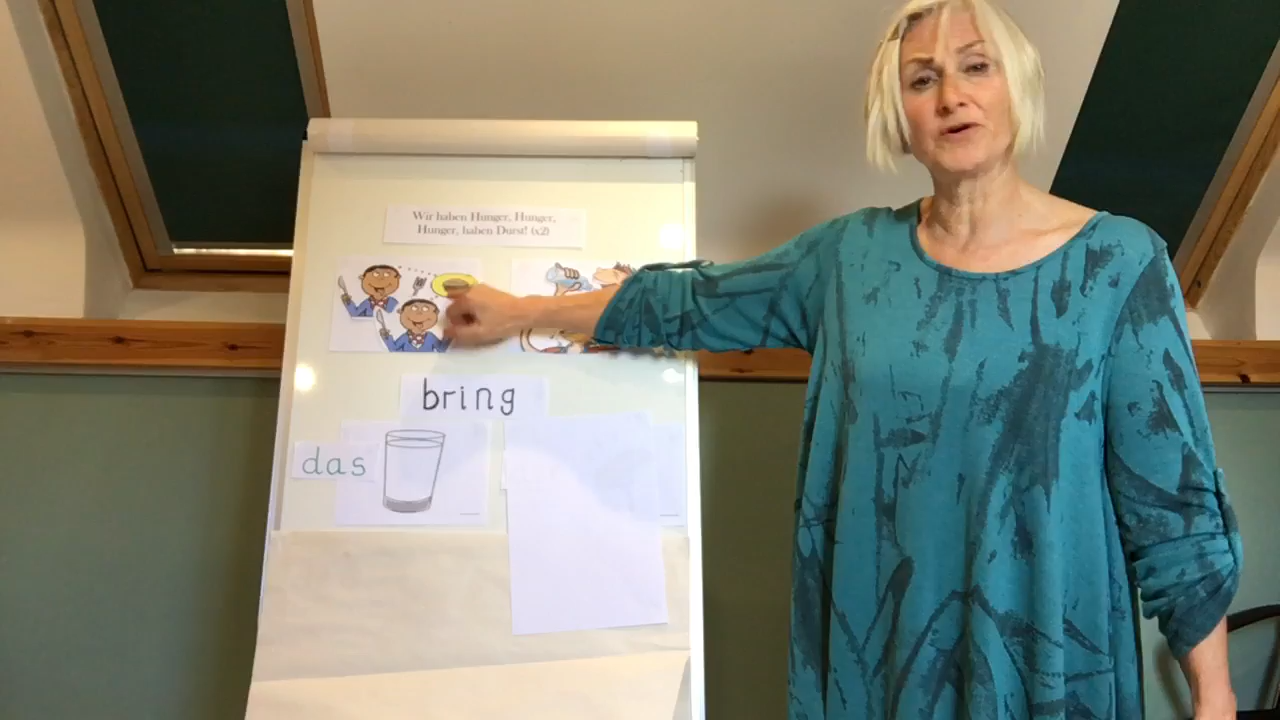 Wir haben Hunger, Hunger,
Hunger, haben Durst! (x2)
bring
das